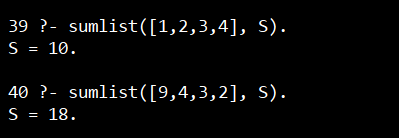 39 ?- sumlist([1,2,3,4], S).
S = 10.
40 ?- sumlist([9,4,3,2], S).
S = 18.